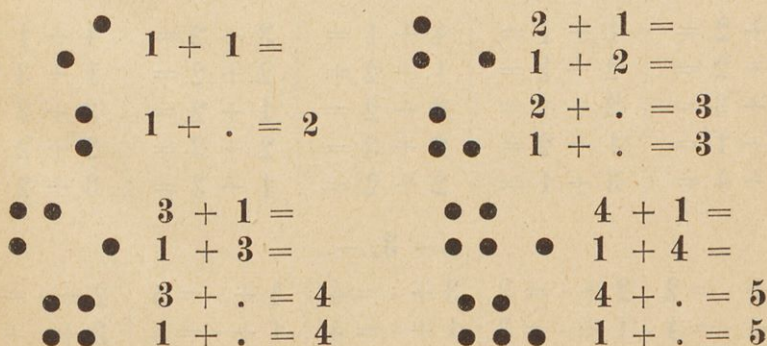 1 + 1 =
1 + . = 2
2 + 1 =
1 + 2 =
2 + . = 3
1 + . = 3
3 + 1 =
1 + 3 =
3 + . = 4
1 + . = 4
4 + 1 =
1 + 4 =
4 + . = 5
1 + . = 5